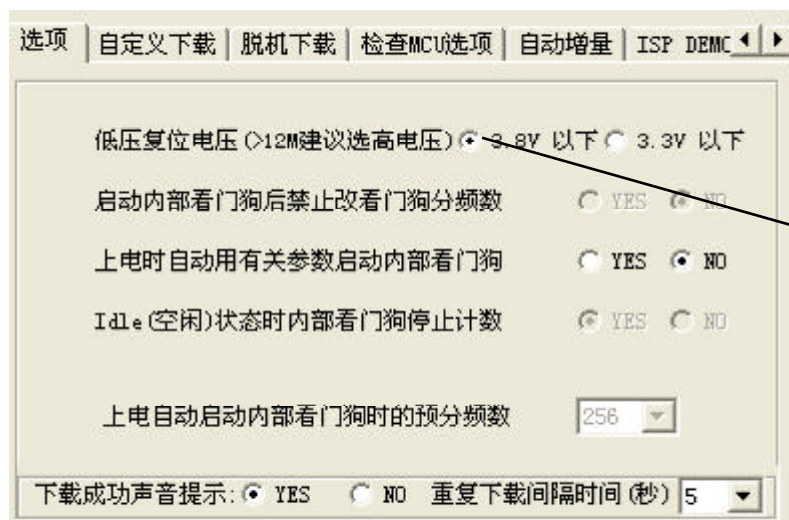 选项 自定义下载 脱机下载 检查MCU选项 自动增量 ISP DEMO
低压复位电压(>12M建议选高电压) 3.8V 以下 3.3V 以下
启动内部看门狗后禁止改看门狗分频数 YES NO
上电时自动用有关参数启动内部看门狗 YES NO
Idle(空闲)状态时内部看门狗停止计数 YES NO
上电自动启动内部看门狗时的预分频数 256
下载成功声音提示: YES NO 重复下载间隔时间(秒) 5